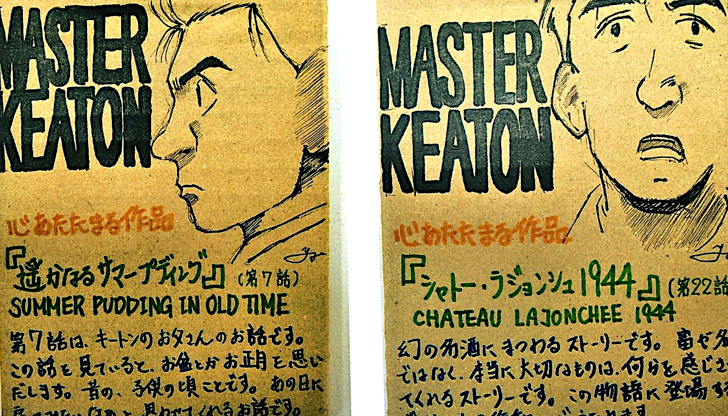 MASTER
KEATON
心あたたまる作品
『遥かなるサマープディング』(第7話)
SUMMER PUDDING IN OLD TIME
第7話は、キートンのお父さんのお話です。
この話を見ていると、お盆とかお正月を思い
だします。昔の、子供の頃ことです。あの日に
MASTER
KEATON
心あたたまる作品
『シャトー・ラジョンシュ1944』(第22話
CHATEAU LAJONCHEE 1944
幻の名酒にまつわるストーリーです。富や名
ではなく、本当に大切なものは、何かを感じ
てくれるストーリーです。この物語に登場